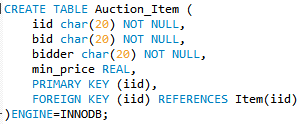 CREATE TABLE Auction_Item (
iid char(20) NOT NULL,
bid char(20) NOT NULL,
bidder char(20) NOT NULL,
min_price REAL,
PRIMARY KEY (iid),
FOREIGN KEY (iid) REFERENCES Item(iid)
)ENGINE=INNODB;